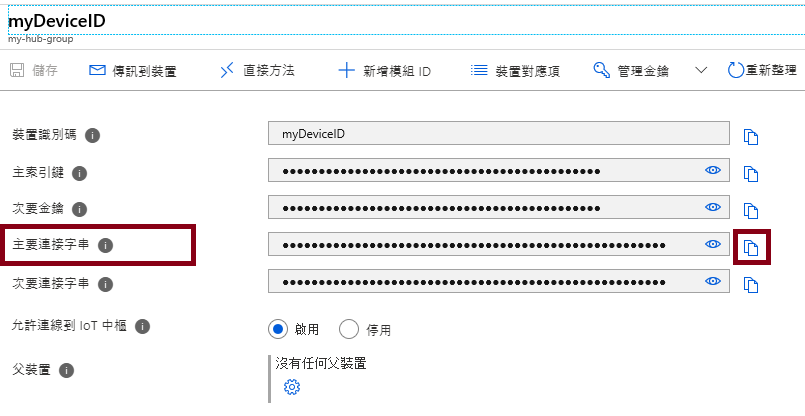 myDeviceID
my-hub-group
儲存 傳訊到裝置 直接方法 新增模組 ID 裝置對應項 管理金鑰 重新整理
裝置識別碼 myDeviceID
主索引鍵 ●●●●●●●●●●●●●●●●●●●●●●●●●●●●●●●●●●●●●●●●●●●●
次要金鑰 ●●●●●●●●●●●●●●●●●●●●●●●●●●●●●●●●●●●●●●●●●●●●
主要連接字串 ●●●●●●●●●●●●●●●●●●●●●●●●●●●●●●●●●●●●●●●●●●●●●●●●●●●●●
次要連接字串 ●●●●●●●●●●●●●●●●●●●●●●●●●●●●●●●●●●●●●●●●●●●●●●●●●●●●●
允許連線到 IoT 中樞 啟用 停用
父裝置 沒有任何父裝置